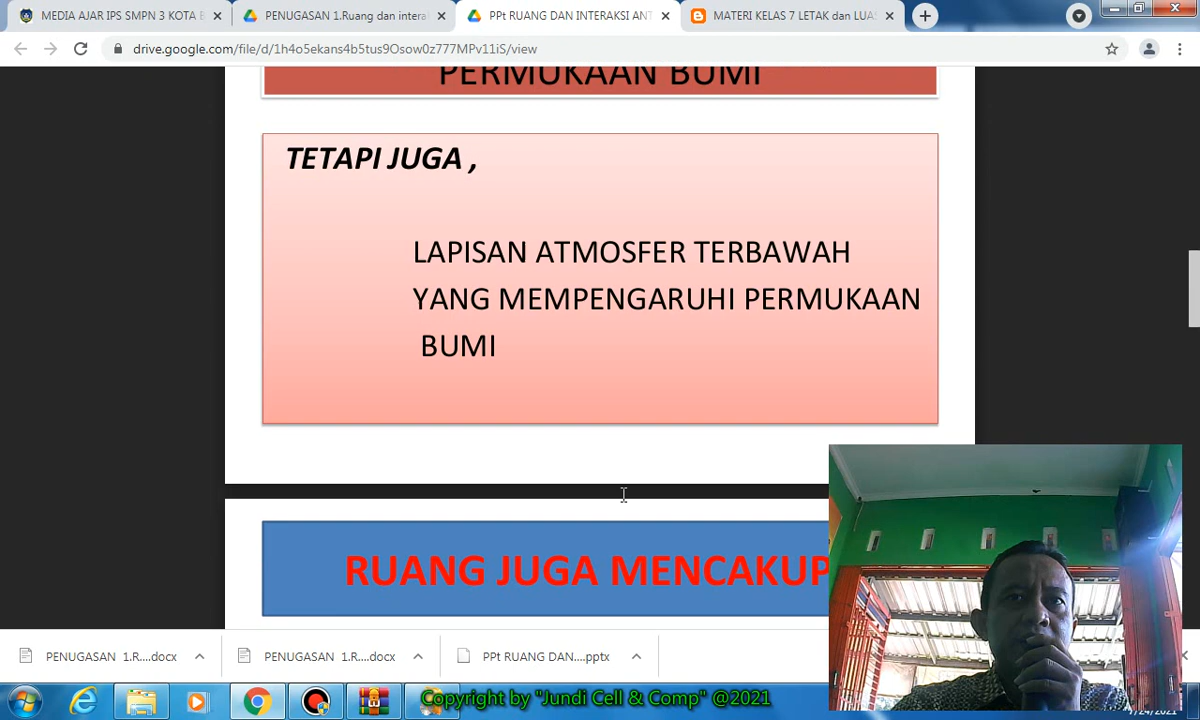 MEDIA AJAR IPS SMPN 3 KOTA B
PENUGASAN 1.Ruang dan intera
PPt RUANG DAN INTERAKSI ANT
MATERI KELAS 7 LETAK dan LUAS
drive.google.com/file/d/1h4o5ekans4b5tus9Osow0z777MPv11iS/view
PERMUKAAN BUMI
TETAPI JUGA ,
LAPISAN ATMOSFER TERBAWAH
YANG MEMPENGARUHI PERMUKAAN
BUMI
RUANG JUGA MENCAKUP
PENUGASAN 1.R....docx
PENUGASAN 1.R....docx
PPt RUANG DAN....pptx
Copyright by "Jundi Cell & Comp" @2021